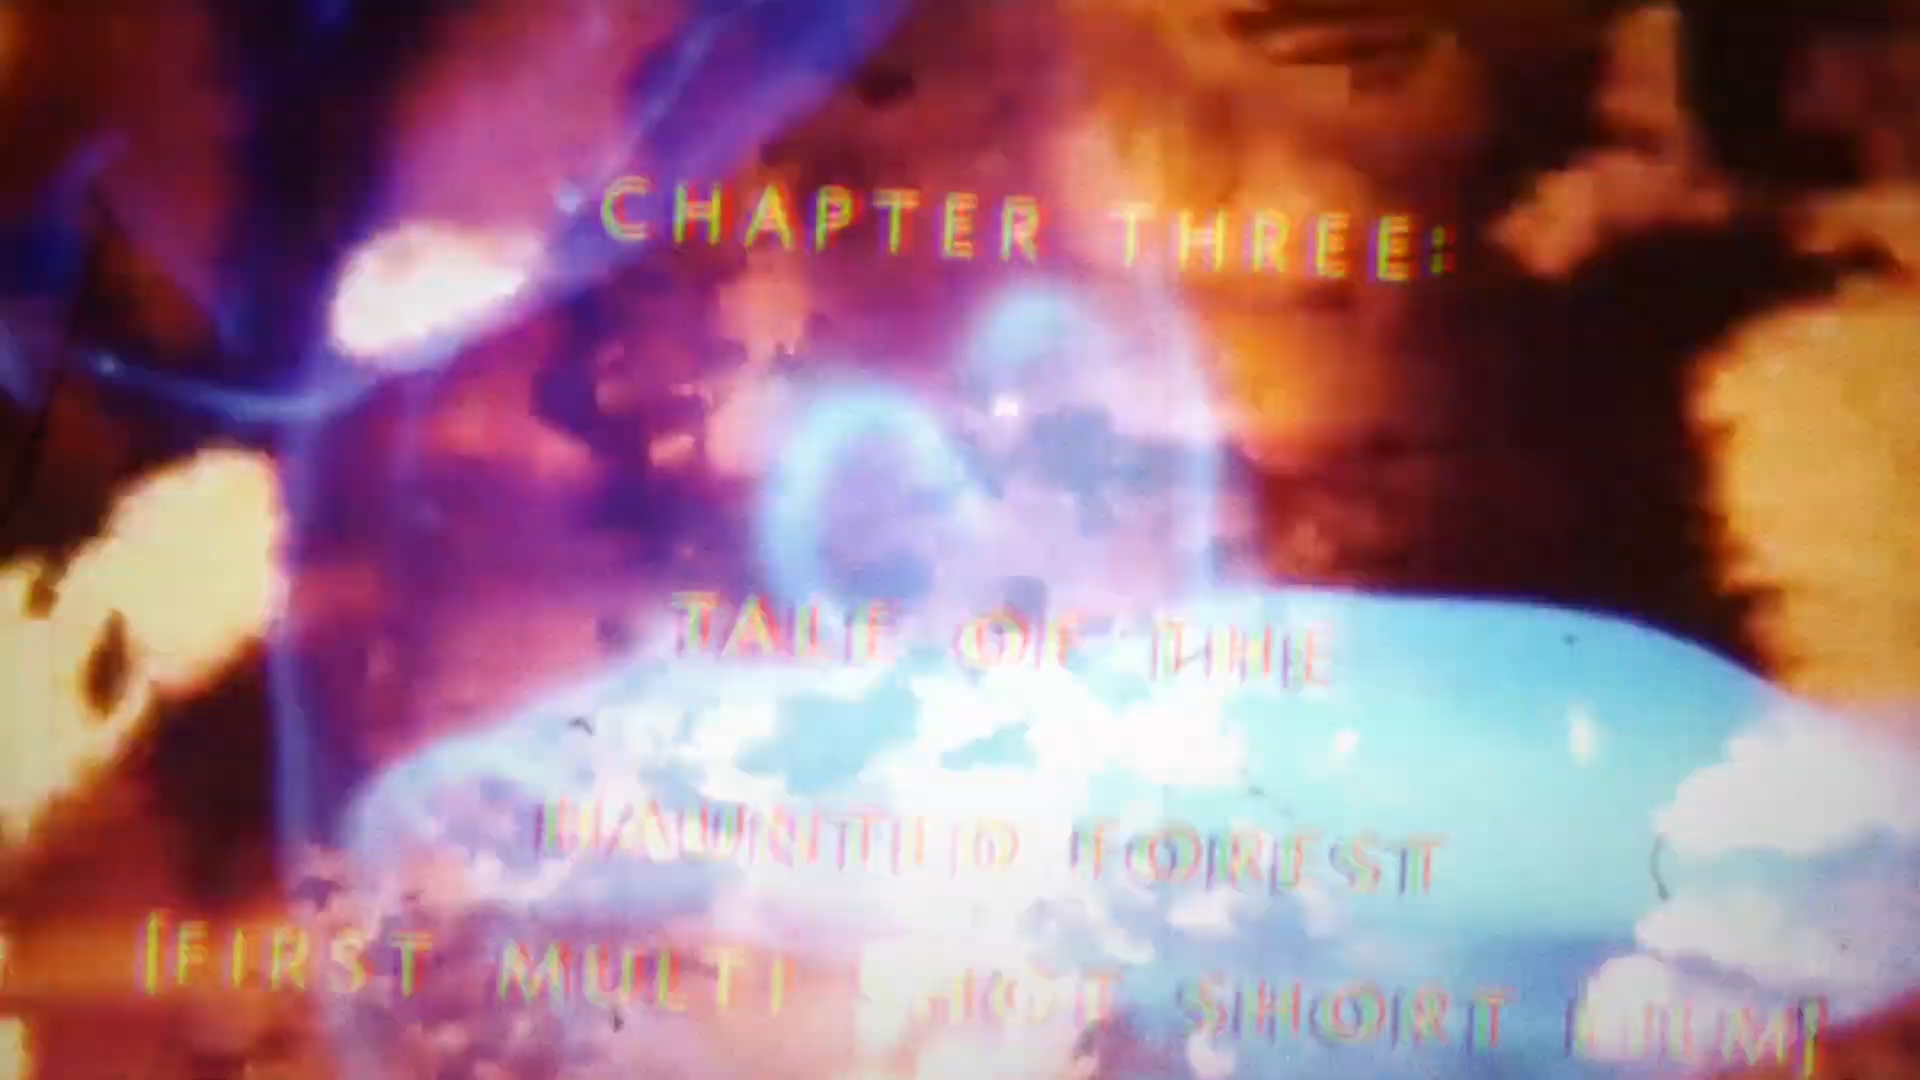 CHAPTER THREE:
TALE OF THE
HAUNTED FOREST
[FIRST MULTI SHOT SHORT FILM]